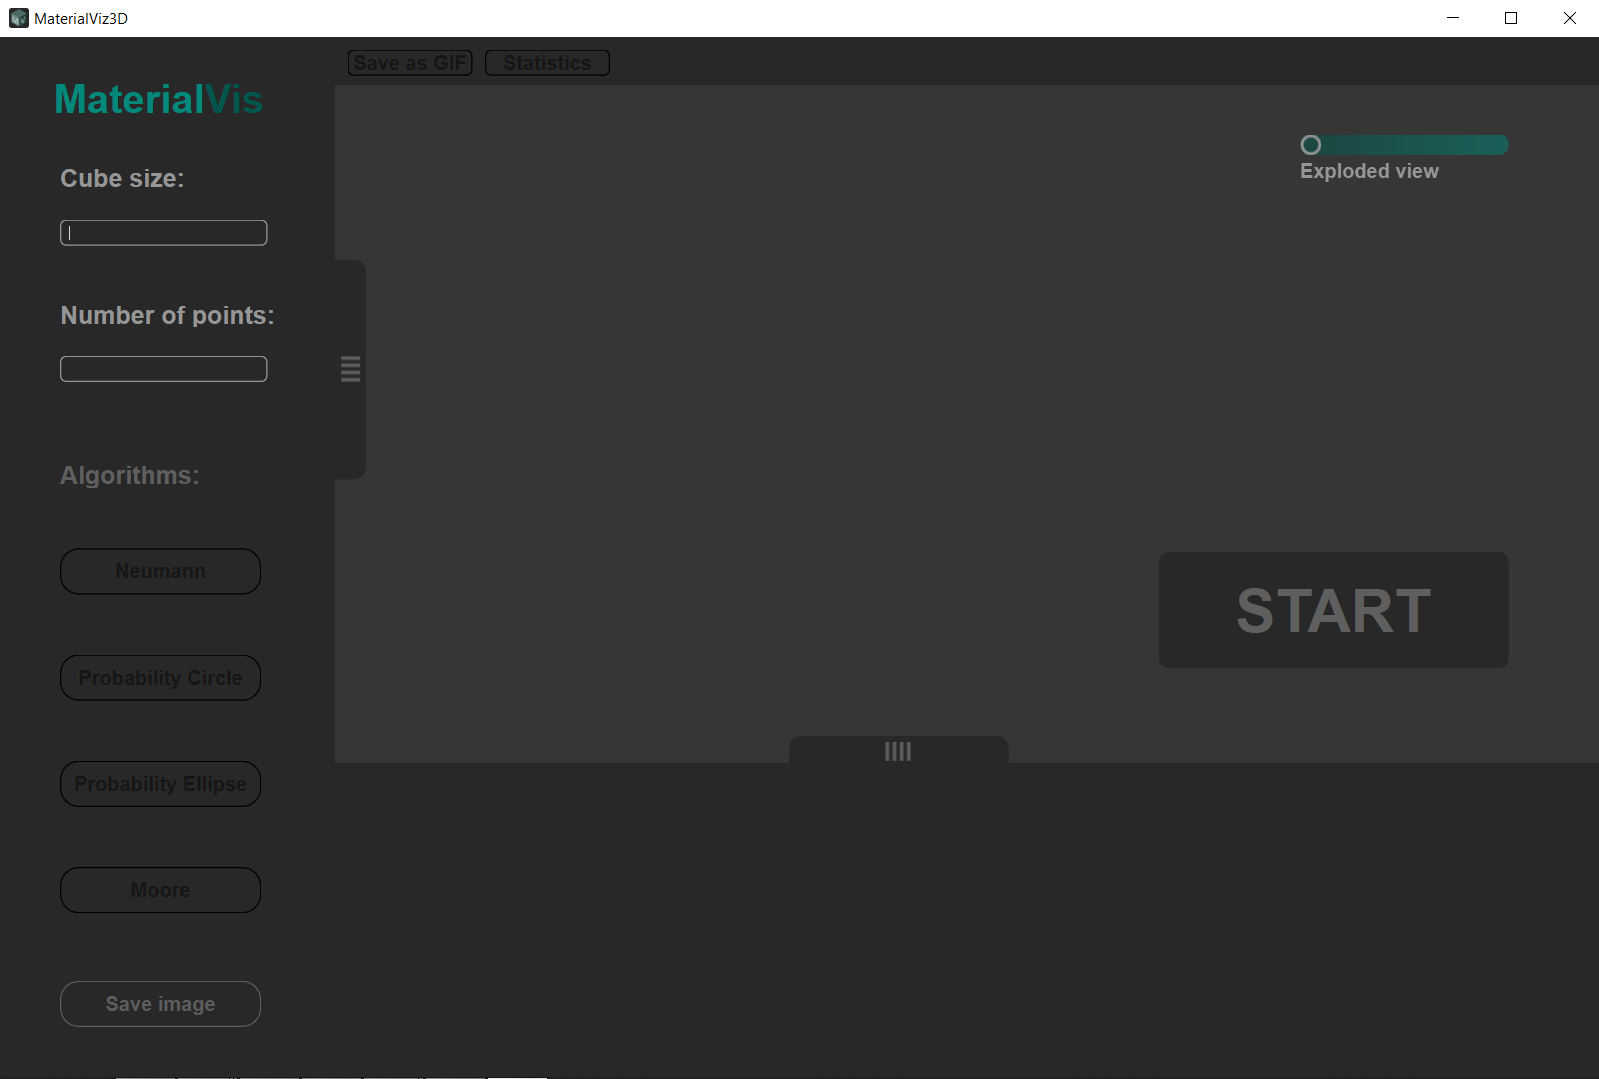 MaterialViz3D
Save as GIF
Statistics
MaterialVis
Cube size:
Number of points:
Algorithms:
Neumann
Probability Circle
Probability Ellipse
Moore
Save image
Exploded view
START